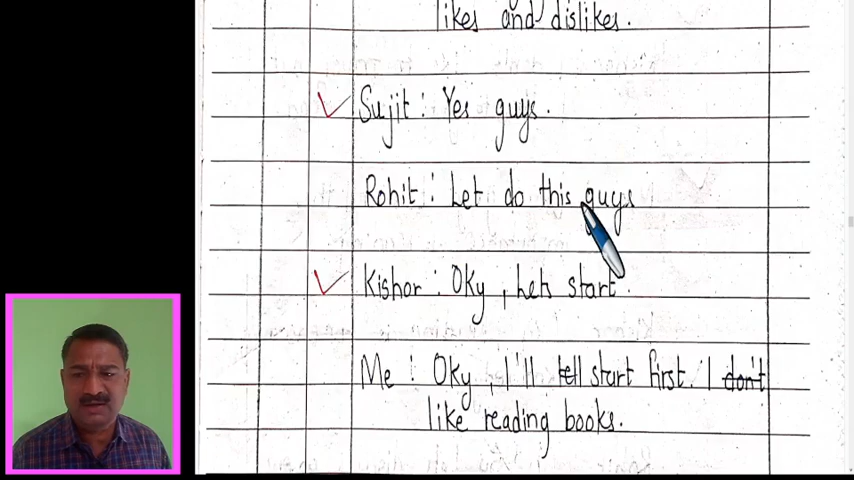 likes and dislikes.
Sujit : Yes guys.
Rohit : Let do this guys
Kishor : Oky, Lets start.
Me : Oky, I'll tell start first. I don't
like reading books.